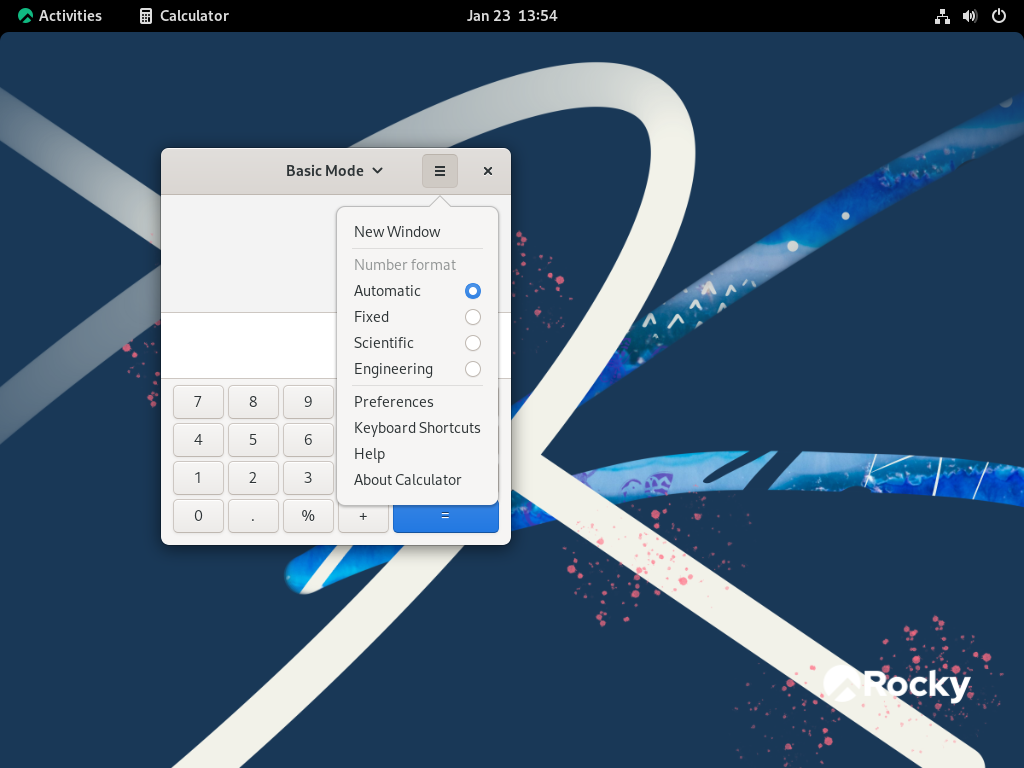 Activities Calculator Jan 23 13:54
Basic Mode
New Window
Number format
Automatic
Fixed
Scientific
Engineering
Preferences
Keyboard Shortcuts
Help
About Calculator
7 8 9
4 5 6
1 2 3
0 . % + =
Rocky